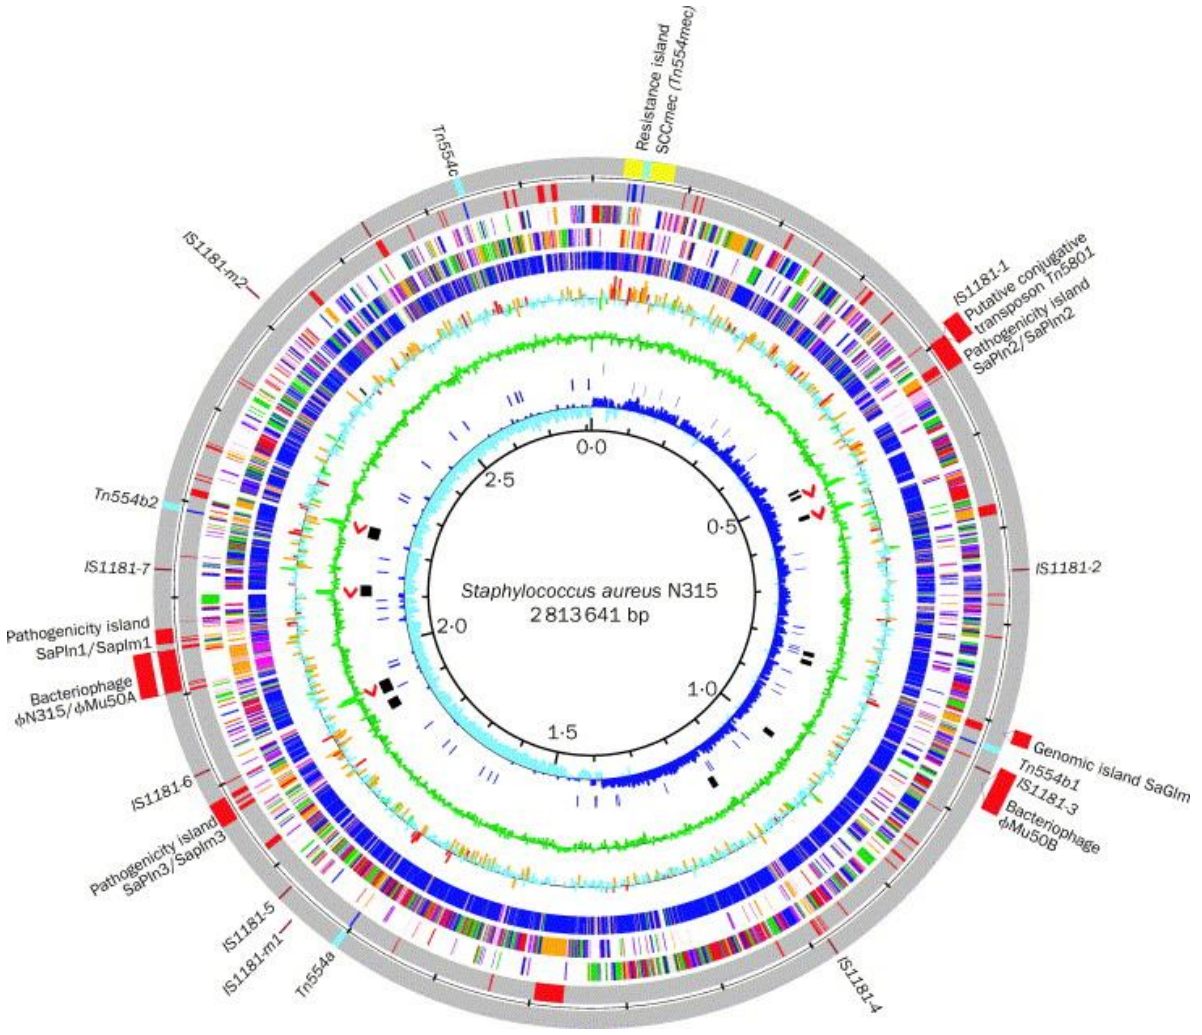 Resistance island
SCCmec (Tn554mec)
Tn554c
IS1181-m2
IS1181-1
Putative conjugative
transposon Tn5801
Pathogenicity island
SaPIn2/SaPIm2
0·0
2·5
0·5
Tn554b2
IS1181-7
IS1181-2
Staphylococcus aureus N315
2 813 641 bp
Pathogenicity island
SaPIn1/SapIm1
2·0
Bacteriophage
ϕN315/ϕMu50A
1·0
1·5
Genomic island SaGIm
Tn554b1
IS1181-3
Bacteriophage
ϕMu50B
IS1181-6
Pathogenicity island
SaPIn3/SapIm3
IS1181-5
IS1181-m1
Tn554a
IS1181-4